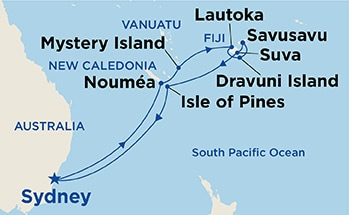 VANUATU
Lautoka
Mystery Island
FIJI
Savusavu
Suva
NEW CALEDONIA
Nouméa
Dravuni Island
Isle of Pines
AUSTRALIA
South Pacific Ocean
Sydney